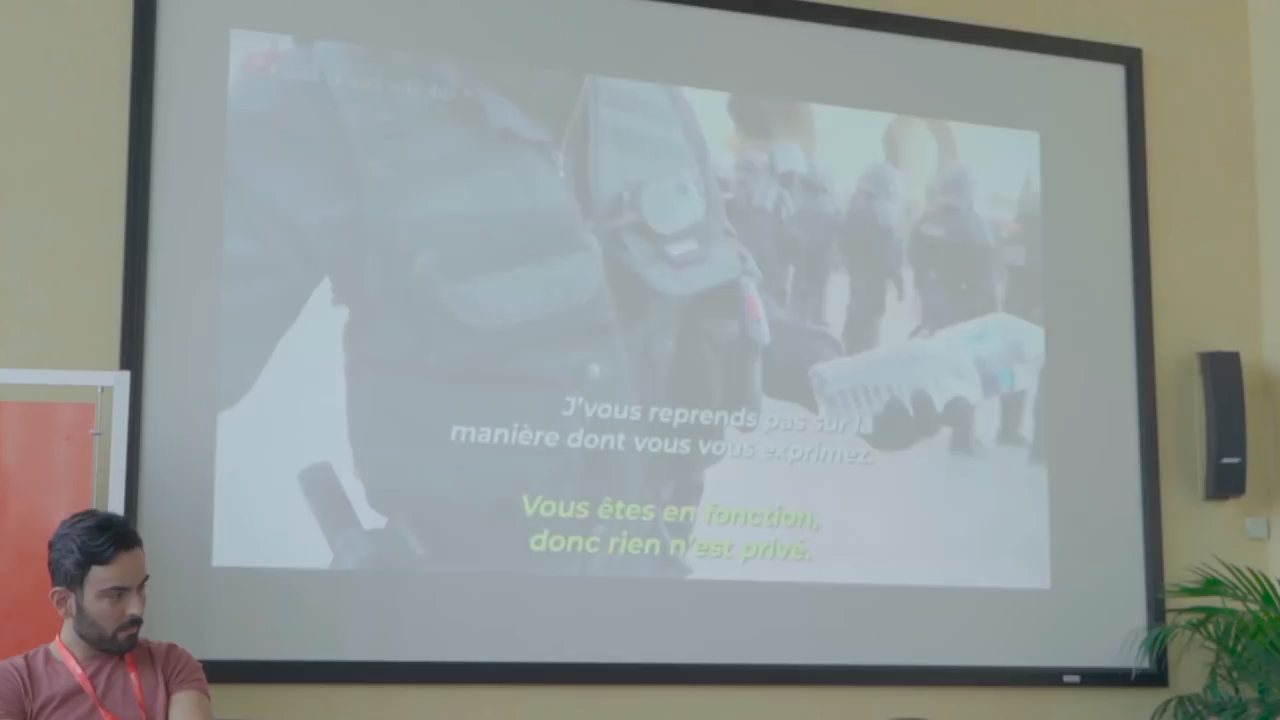 J'vous reprends pas sur la
manière dont vous vous exprimez.
Vous êtes en fonction,
donc rien n'est privé.